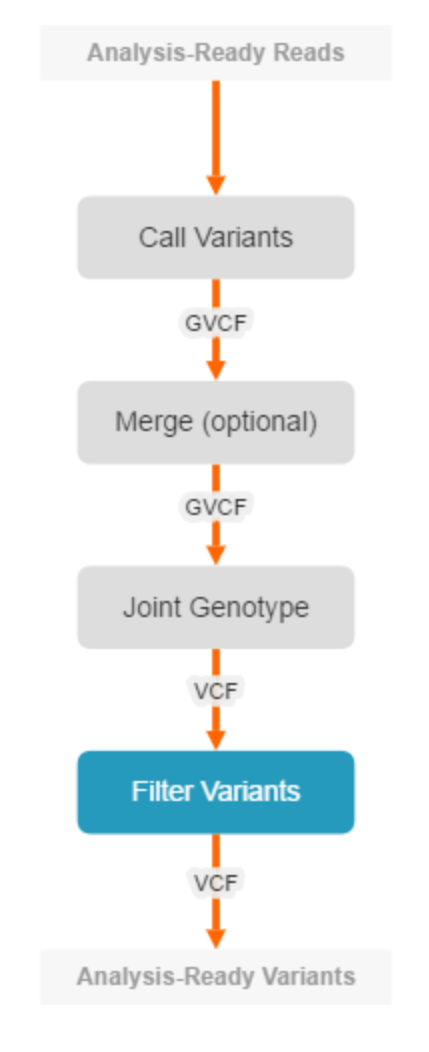 Analysis-Ready Reads
Call Variants
GVCF
Merge (optional)
GVCF
Joint Genotype
VCF
Filter Variants
VCF
Analysis-Ready Variants